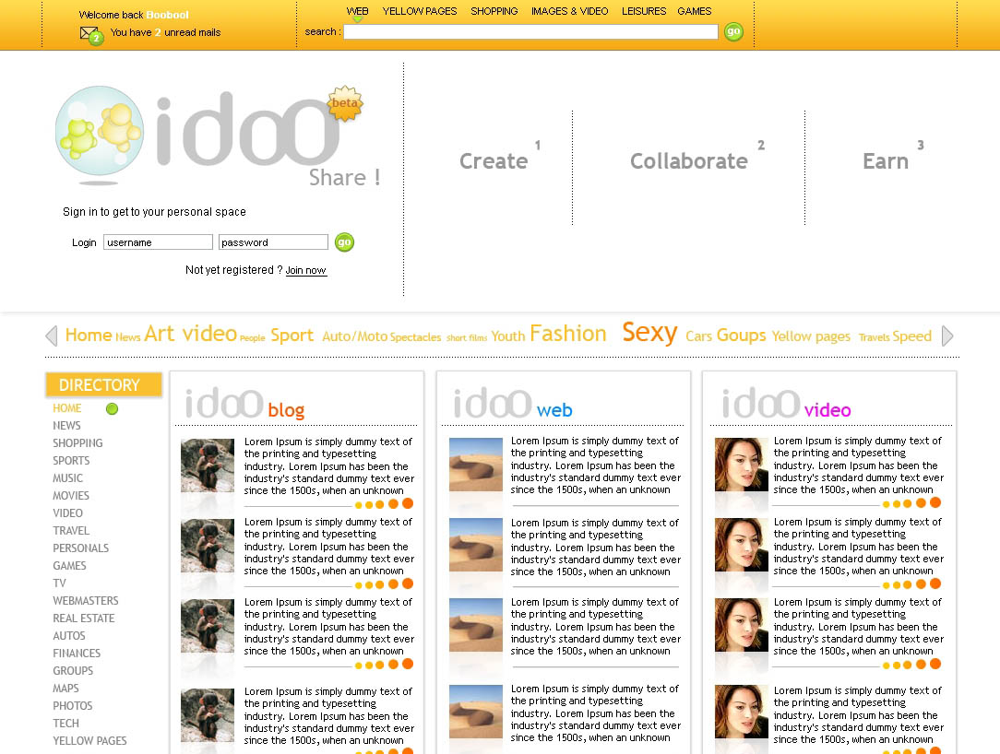 Welcome back Boobool
2 You have 2 unread mails
WEB YELLOW PAGES SHOPPING IMAGES & VIDEO LEISURES GAMES
search : go
idoo beta
Share !
Create 1
Collaborate 2
Earn 3
Sign in to get to your personal space
Login username password go
Not yet registered ? Join now
Home News Art video People Sport Auto/Moto Spectacles short films Youth Fashion Sexy Cars Goups Yellow pages Travels Speed
DIRECTORY
HOME
NEWS
SHOPPING
SPORTS
MUSIC
MOVIES
VIDEO
TRAVEL
PERSONALS
GAMES
TV
WEBMASTERS
REAL ESTATE
AUTOS
FINANCES
GROUPS
MAPS
PHOTOS
TECH
YELLOW PAGES
idoo blog
Lorem Ipsum is simply dummy text of
the printing and typesetting
industry. Lorem Ipsum has been the
industry's standard dummy text ever
since the 1500s, when an unknown
Lorem Ipsum is simply dummy text of
the printing and typesetting
industry. Lorem Ipsum has been the
industry's standard dummy text ever
since the 1500s, when an unknown
Lorem Ipsum is simply dummy text of
the printing and typesetting
industry. Lorem Ipsum has been the
industry's standard dummy text ever
since the 1500s, when an unknown
Lorem Ipsum is simply dummy text of
the printing and typesetting
industry. Lorem Ipsum has been the
industry's standard dummy text ever
since the 1500s, when an unknown
idoo web
Lorem Ipsum is simply dummy text of
the printing and typesetting
industry. Lorem Ipsum has been the
industry's standard dummy text ever
since the 1500s, when an unknown
Lorem Ipsum is simply dummy text of
the printing and typesetting
industry. Lorem Ipsum has been the
industry's standard dummy text ever
since the 1500s, when an unknown
Lorem Ipsum is simply dummy text of
the printing and typesetting
industry. Lorem Ipsum has been the
industry's standard dummy text ever
since the 1500s, when an unknown
Lorem Ipsum is simply dummy text of
the printing and typesetting
industry. Lorem Ipsum has been the
industry's standard dummy text ever
since the 1500s, when an unknown
idoo video
Lorem Ipsum is simply dummy text of
the printing and typesetting
industry. Lorem Ipsum has been the
industry's standard dummy text ever
since the 1500s, when an unknown
Lorem Ipsum is simply dummy text of
the printing and typesetting
industry. Lorem Ipsum has been the
industry's standard dummy text ever
since the 1500s, when an unknown
Lorem Ipsum is simply dummy text of
the printing and typesetting
industry. Lorem Ipsum has been the
industry's standard dummy text ever
since the 1500s, when an unknown
Lorem Ipsum is simply dummy text of
the printing and typesetting
industry. Lorem Ipsum has been the
industry's standard dummy text ever
since the 1500s, when an unknown